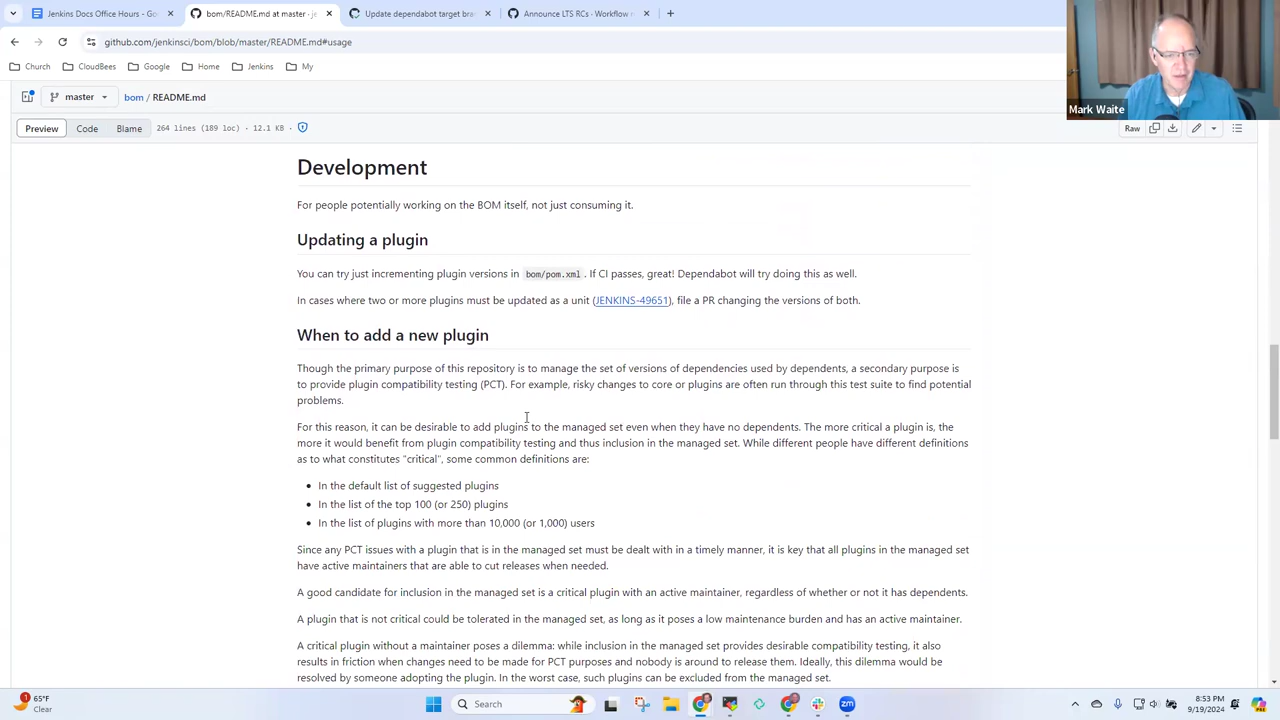 Jenkins Docs Office Hours - Go
bom/README.md at master · je
Update dependabot target bra
Announce LTS RCs · Workflow r
github.com/jenkinsci/bom/blob/master/README.md#usage
Church
CloudBees
Google
Home
Jenkins
My
master
bom / README.md
Preview
Code
Blame
264 lines (189 loc) · 12.1 KB
Raw
Mark Waite
Development
For people potentially working on the BOM itself, not just consuming it.
Updating a plugin
You can try just incrementing plugin versions in bom/pom.xml . If CI passes, great! Dependabot will try doing this as well.
In cases where two or more plugins must be updated as a unit (JENKINS-49651), file a PR changing the versions of both.
When to add a new plugin
Though the primary purpose of this repository is to manage the set of versions of dependencies used by dependents, a secondary purpose is
to provide plugin compatibility testing (PCT). For example, risky changes to core or plugins are often run through this test suite to find potential
problems.
For this reason, it can be desirable to add plugins to the managed set even when they have no dependents. The more critical a plugin is, the
more it would benefit from plugin compatibility testing and thus inclusion in the managed set. While different people have different definitions
as to what constitutes "critical", some common definitions are:
• In the default list of suggested plugins
• In the list of the top 100 (or 250) plugins
• In the list of plugins with more than 10,000 (or 1,000) users
Since any PCT issues with a plugin that is in the managed set must be dealt with in a timely manner, it is key that all plugins in the managed set
have active maintainers that are able to cut releases when needed.
A good candidate for inclusion in the managed set is a critical plugin with an active maintainer, regardless of whether or not it has dependents.
A plugin that is not critical could be tolerated in the managed set, as long as it poses a low maintenance burden and has an active maintainer.
A critical plugin without a maintainer poses a dilemma: while inclusion in the managed set provides desirable compatibility testing, it also
results in friction when changes need to be made for PCT purposes and nobody is around to release them. Ideally, this dilemma would be
resolved by someone adopting the plugin. In the worst case, such plugins can be excluded from the managed set.
1
65°F
Clear
Search
zm
8:53 PM
9/19/2024